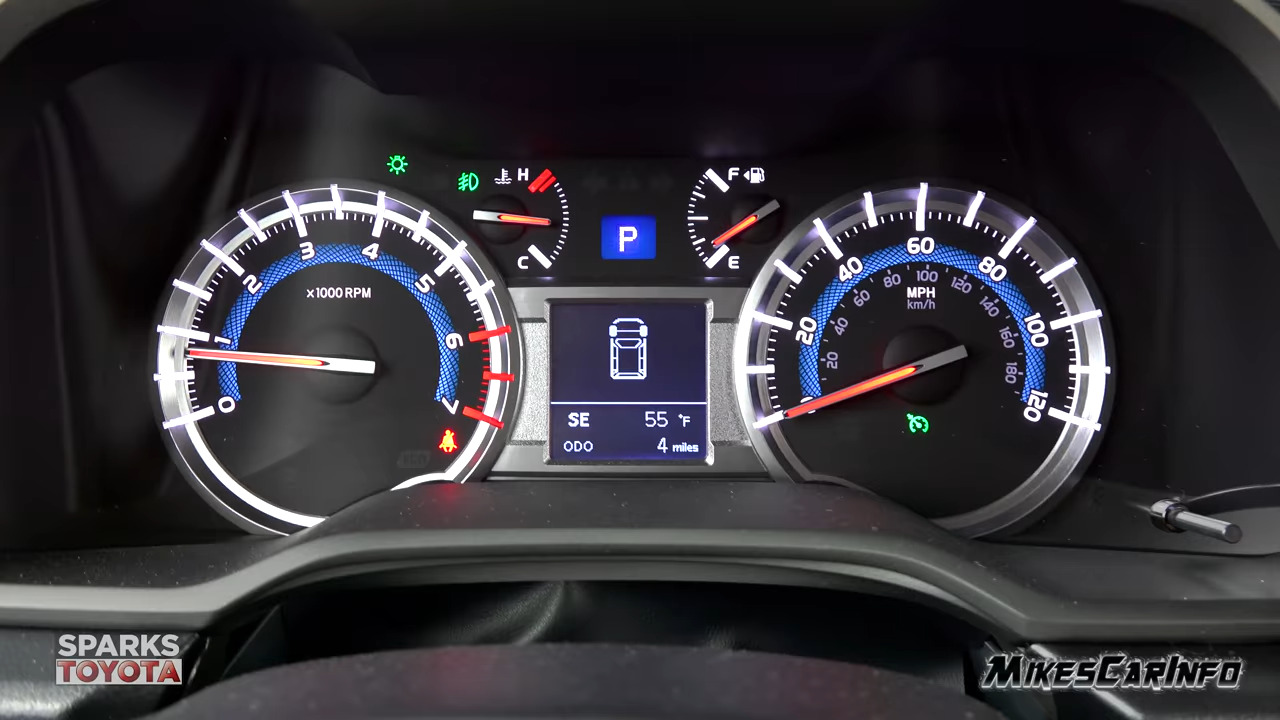 H
F
P
C
E
0
1
2
3
4
5
6
7
x1000 RPM
SE 55 °F
ODO 4 miles
20
40
60
80
100
120
MPH
km/h
20
40
60
80
100
120
140
160
180
SPARKS
TOYOTA
MIKESCARINFO